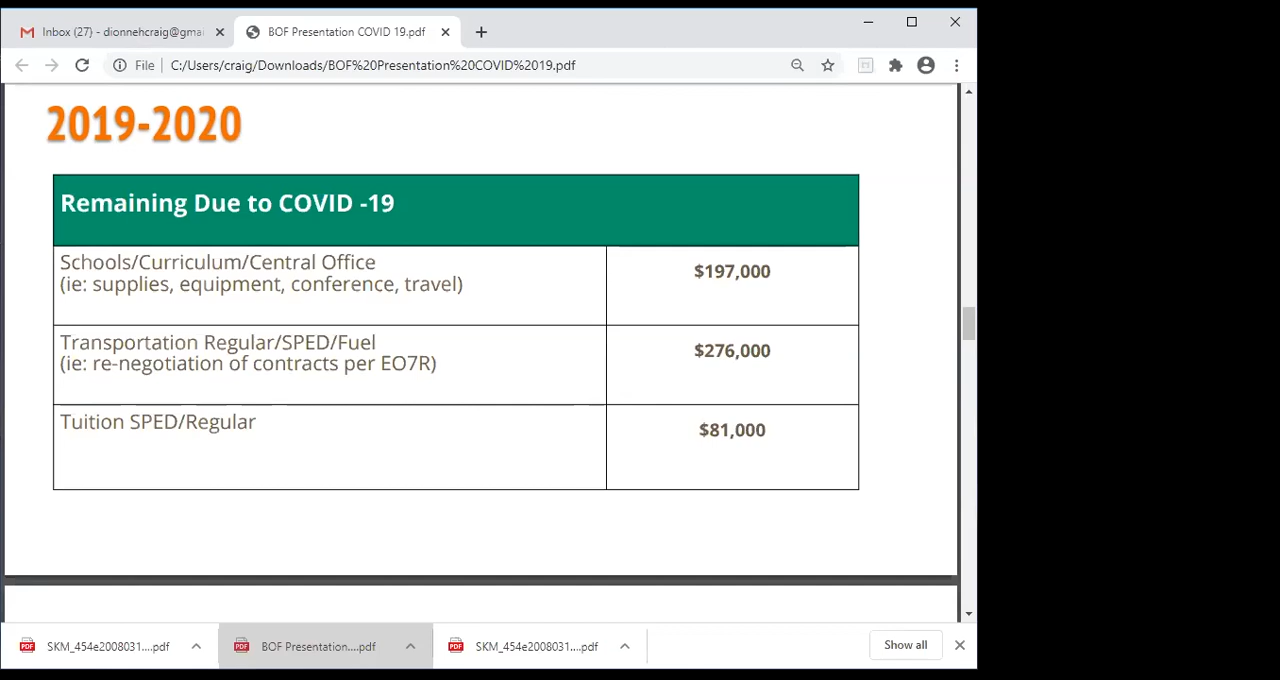 Inbox (27) - dionnehcraig@gmai
BOF Presentation COVID 19.pdf
File
C:/Users/craig/Downloads/BOF%20Presentation%20COVID%2019.pdf
2019-2020
Remaining Due to COVID -19
Schools/Curriculum/Central Office
(ie: supplies, equipment, conference, travel)
$197,000
Transportation Regular/SPED/Fuel
(ie: re-negotiation of contracts per EO7R)
$276,000
Tuition SPED/Regular
$81,000
SKM_454e2008031....pdf
BOF Presentation....pdf
SKM_454e2008031....pdf
Show all